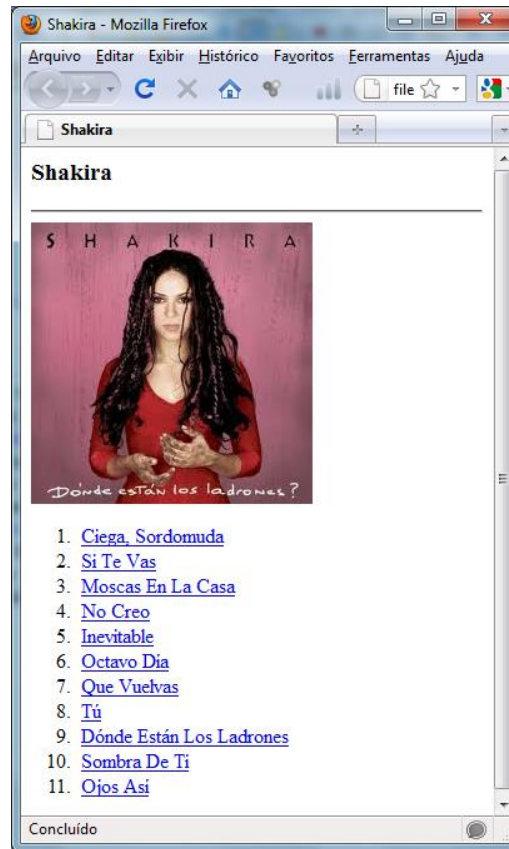 Shakira - Mozilla Firefox
Arquivo Editar Exibir Histórico Favoritos Ferramentas Ajuda
file
Shakira
Shakira
SHAKIRA
Dónde están los ladrones?
1. Ciega, Sordomuda
2. Si Te Vas
3. Moscas En La Casa
4. No Creo
5. Inevitable
6. Octavo Día
7. Que Vuelvas
8. Tú
9. Dónde Están Los Ladrones
10. Sombra De Ti
11. Ojos Así
Concluído